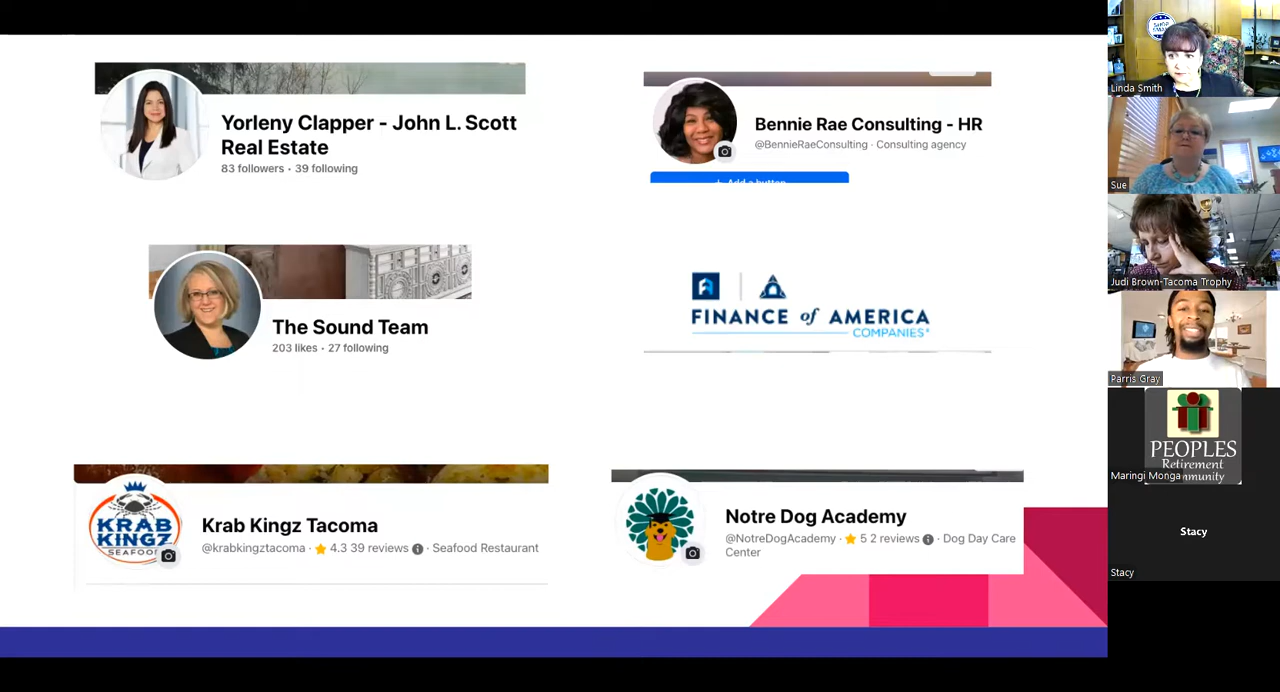 Yorleny Clapper - John L. Scott
Real Estate
83 followers · 39 following
Bennie Rae Consulting - HR
@BennieRaeConsulting · Consulting agency
+ Add a button
The Sound Team
203 likes · 27 following
FINANCE of AMERICA
COMPANIES
KRAB
KINGZ
SEAFOOD
Krab Kingz Tacoma
@krabkingztacoma · 4.3 39 reviews · Seafood Restaurant
Notre Dog Academy
@NotreDogAcademy · 5 2 reviews · Dog Day Care
Center
Linda Smith
Sue
Judi Brown-Tacoma Trophy
Parris Gray
PEOPLES
Retirement
Maringi Monga
mmunity
Stacy
Stacy